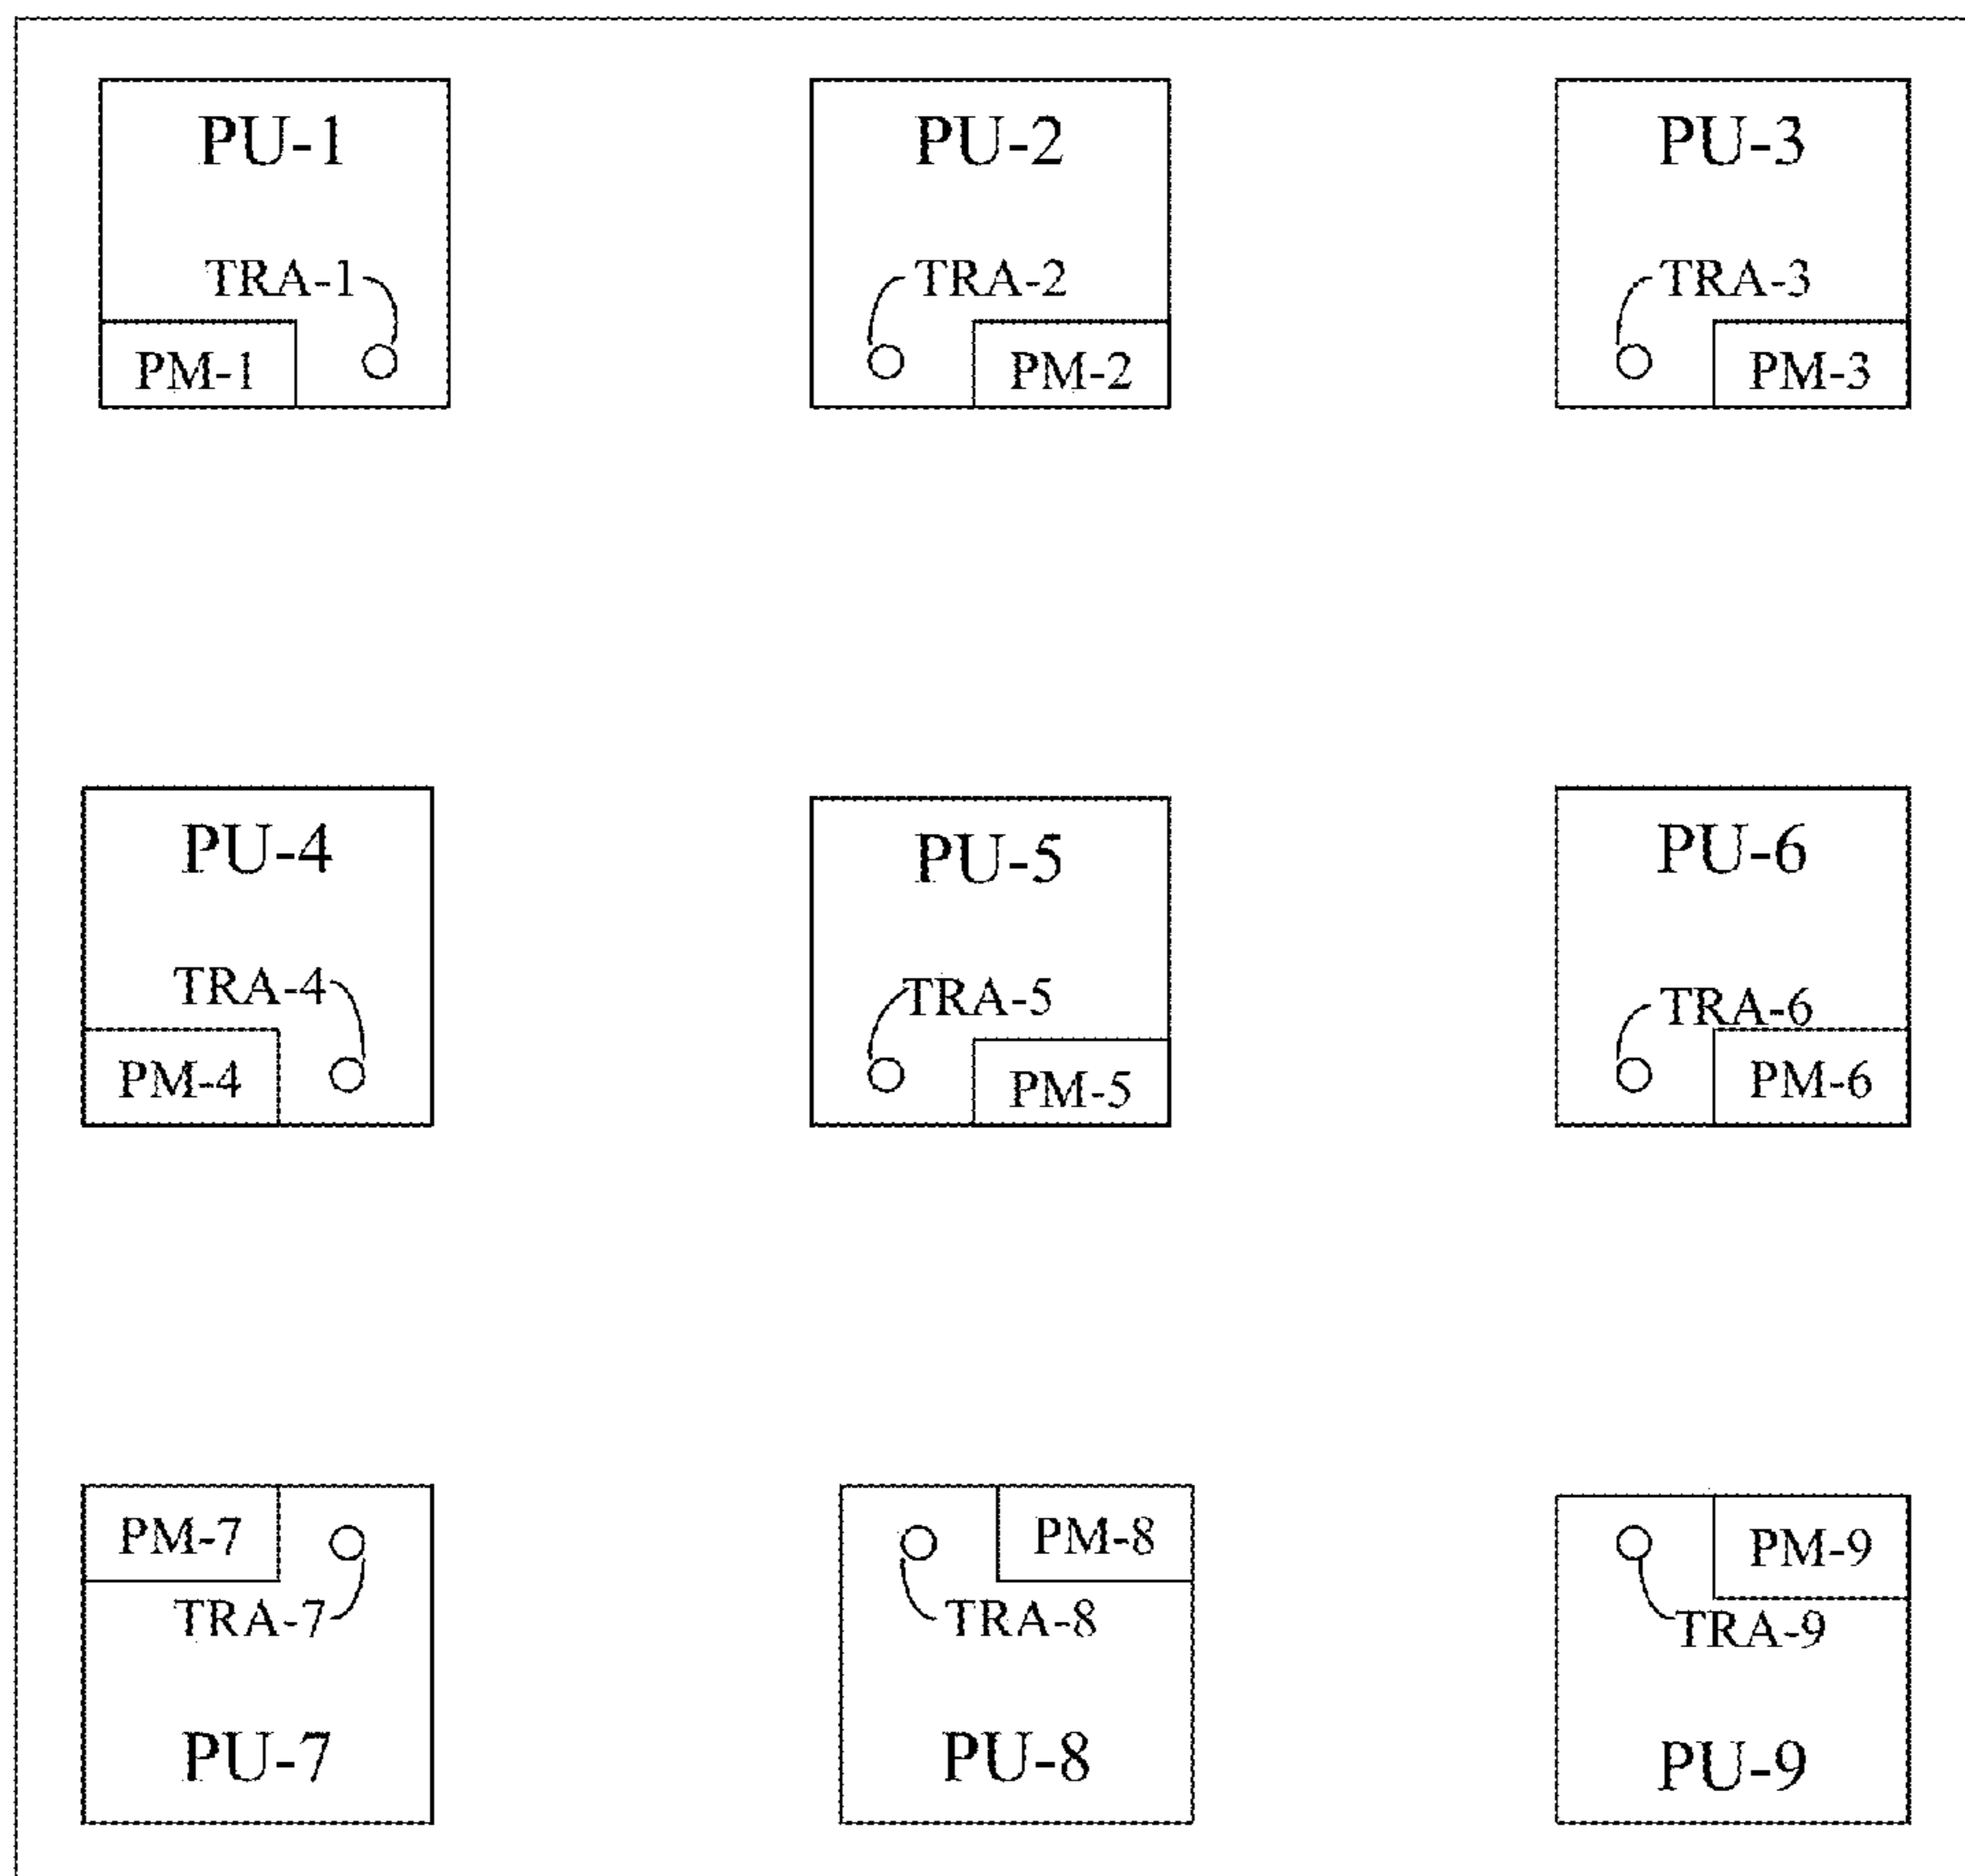 PU-1
TRA-1
PM-1
PU-2
TRA-2
PM-2
PU-3
TRA-3
PM-3
PU-4
TRA-4
PM-4
PU-5
TRA-5
PM-5
PU-6
TRA-6
PM-6
PM-7
TRA-7
PU-7
PM-8
TRA-8
PU-8
PM-9
TRA-9
PU-9